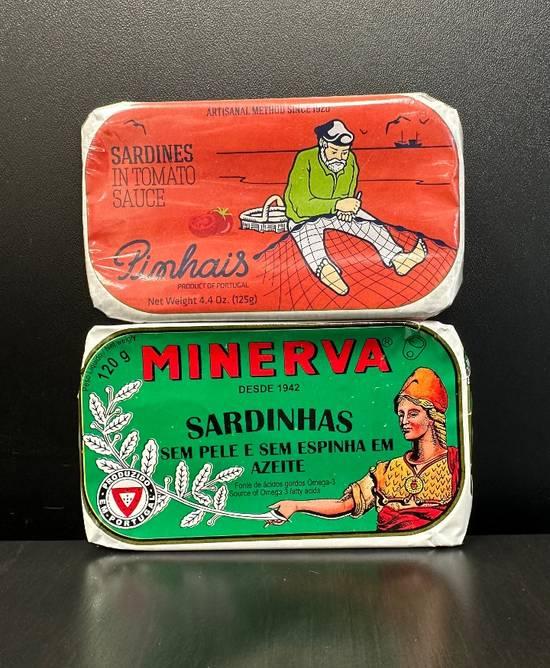 ARTISANAL METHOD SINCE 1920
SARDINES
IN TOMATO
SAUCE
Pinhais
PRODUCT OF PORTUGAL
Net Weight 4.4 Oz. (125g)
120 g
MINERVA®
DESDE 1942
SARDINHAS
SEM PELE E SEM ESPINHA EM
AZEITE
Fonte de ácidos gordos Omega-3
Source of Omega 3 fatty acids
PRODUZIDO
EM PORTUGAL